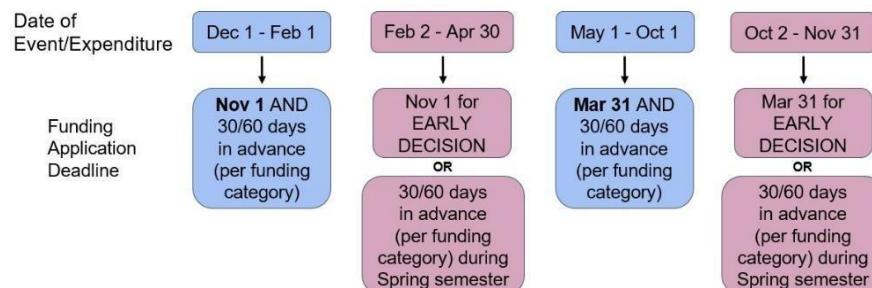 Date of
Event/Expenditure
Dec 1 - Feb 1
Feb 2 - Apr 30
May 1 - Oct 1
Oct 2 - Nov 31
Funding
Application
Deadline
Nov 1 AND
30/60 days
in advance
(per funding
category)
Nov 1 for
EARLY
DECISION
OR
30/60 days
in advance
(per funding
category) during
Spring semester
Mar 31 AND
30/60 days
in advance
(per funding
category)
Mar 31 for
EARLY
DECISION
OR
30/60 days
in advance
(per funding
category) during
Spring semester